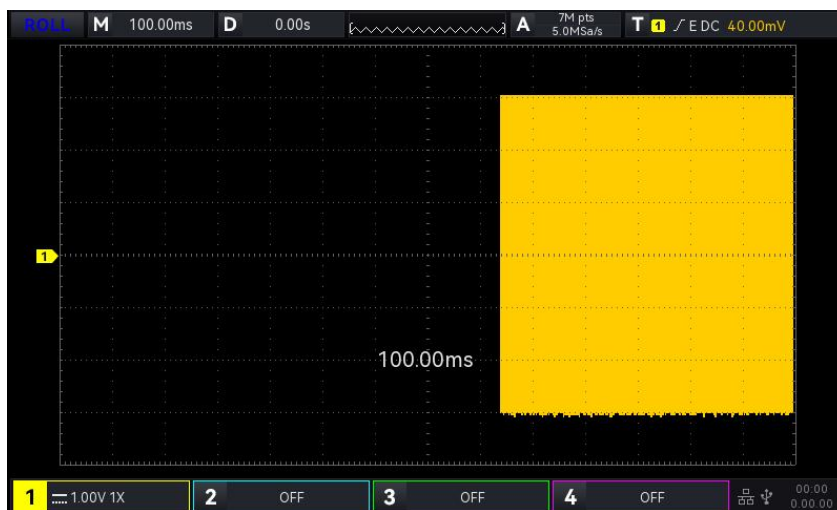 ROLL M 100.00ms D 0.00s A 7M pts 5.0MSa/s T 1 E DC 40.00mV
1
100.00ms
1 1.00V 1X 2 OFF 3 OFF 4 OFF 00:00
0.00.00